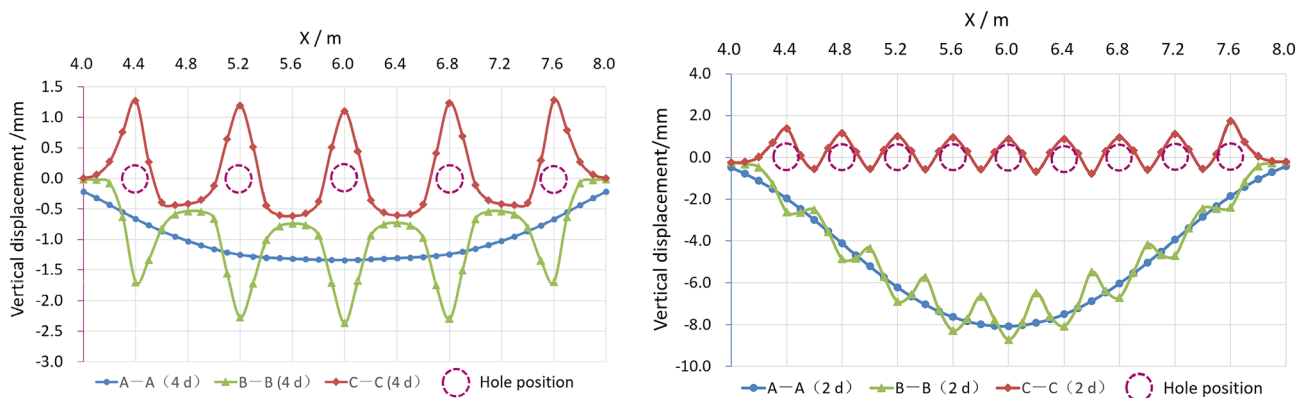 X / m
4.0 4.4 4.8 5.2 5.6 6.0 6.4 6.8 7.2 7.6 8.0
Vertical displacement /mm
1.5
1.0
0.5
0.0
-0.5
-1.0
-1.5
-2.0
-2.5
-3.0
A－A（4 d） B－B (4 d) C－C (4 d) Hole position
X / m
4.0 4.4 4.8 5.2 5.6 6.0 6.4 6.8 7.2 7.6 8.0
Vertical displacement/mm
4.0
2.0
0.0
-2.0
-4.0
-6.0
-8.0
-10.0
A－A（2 d） B－B（2 d） C－C（2 d） Hole position